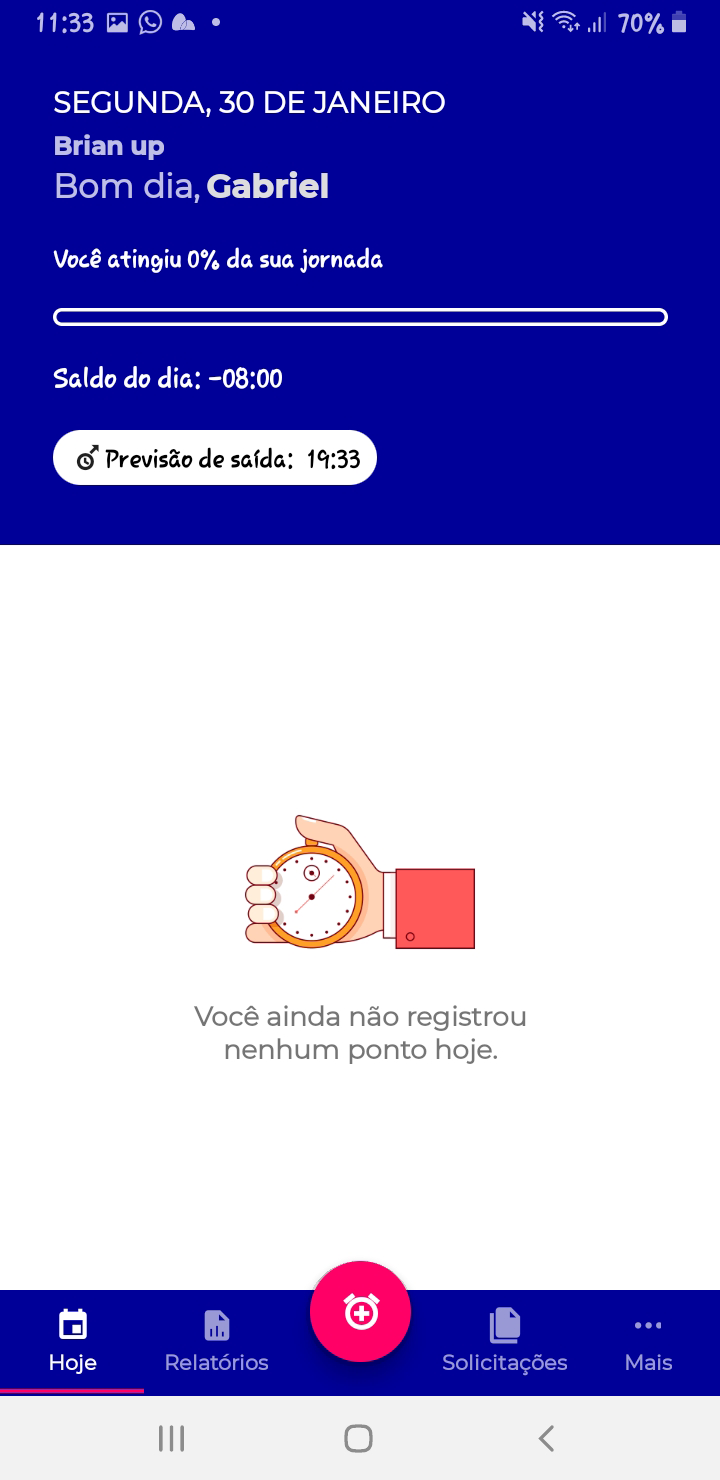 11:33
70%
SEGUNDA, 30 DE JANEIRO
Brian up
Bom dia, Gabriel
Você atingiu 0% da sua jornada
Saldo do dia: -08:00
Previsão de saída: 19:33
Você ainda não registrou
nenhum ponto hoje.
Hoje
Relatórios
Solicitações
Mais